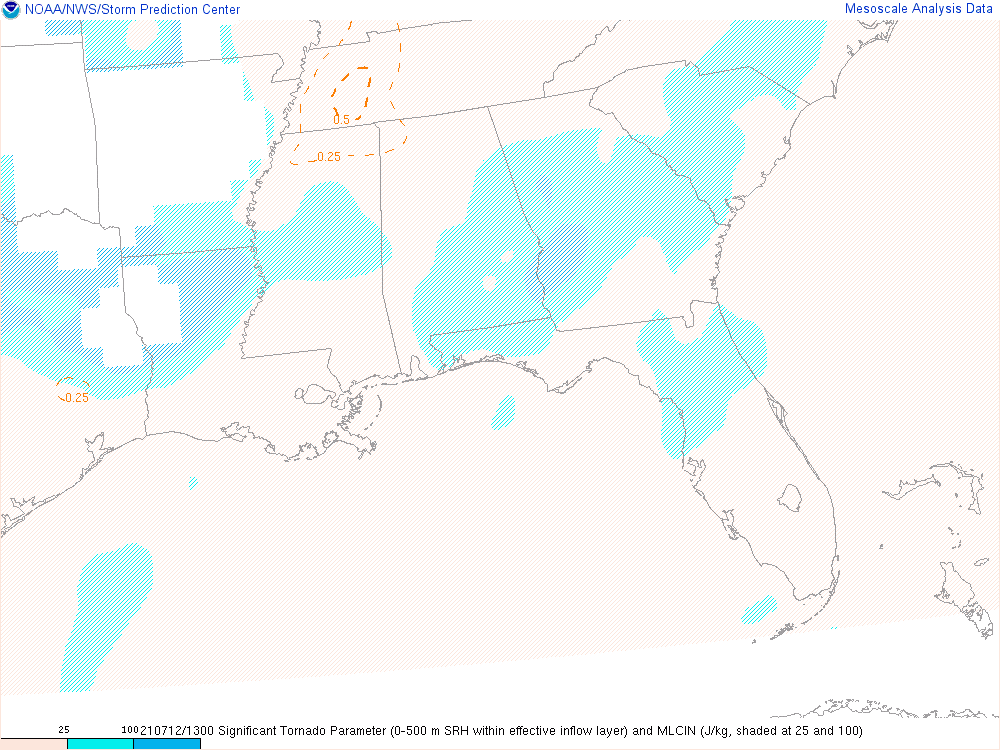 NOAA/NWS/Storm Prediction Center
Mesoscale Analysis Data
0.5
0.25
0.25
25
100
210712/1300 Significant Tornado Parameter (0-500 m SRH within effective inflow layer) and MLCIN (J/kg, shaded at 25 and 100)